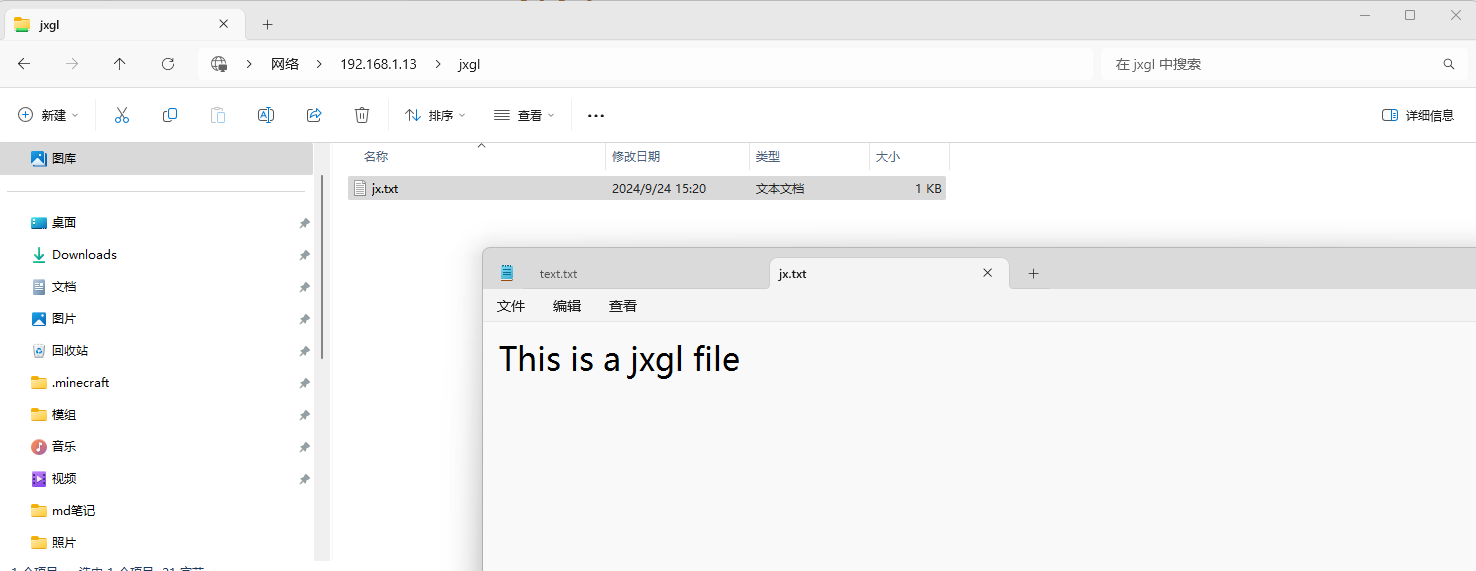 jxgl
网络 192.168.1.13 jxgl
在 jxgl 中搜索
新建 排序 查看 详细信息
图库
名称 修改日期 类型 大小
jx.txt 2024/9/24 15:20 文本文档 1 KB
桌面
Downloads
文档
图片
回收站
.minecraft
模组
音乐
视频
md笔记
照片
text.txt jx.txt
文件 编辑 查看
This is a jxgl file